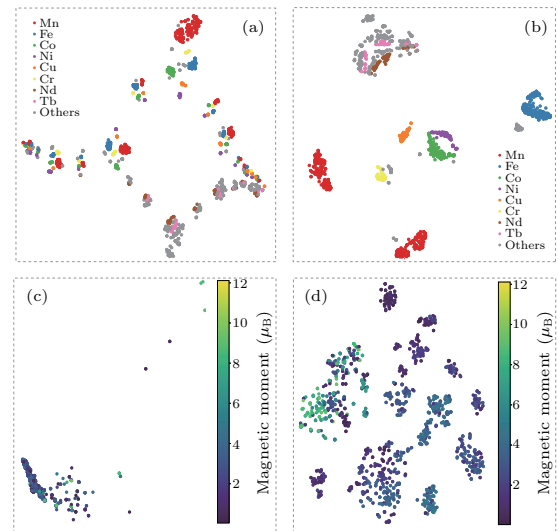 (a)
Mn
Fe
Co
Ni
Cu
Cr
Nd
Tb
Others
(b)
Mn
Fe
Co
Ni
Cu
Cr
Nd
Tb
Others
(c)
12
10
8
6
4
2
Magnetic moment (μB)
(d)
12
10
8
6
4
2
Magnetic moment (μB)